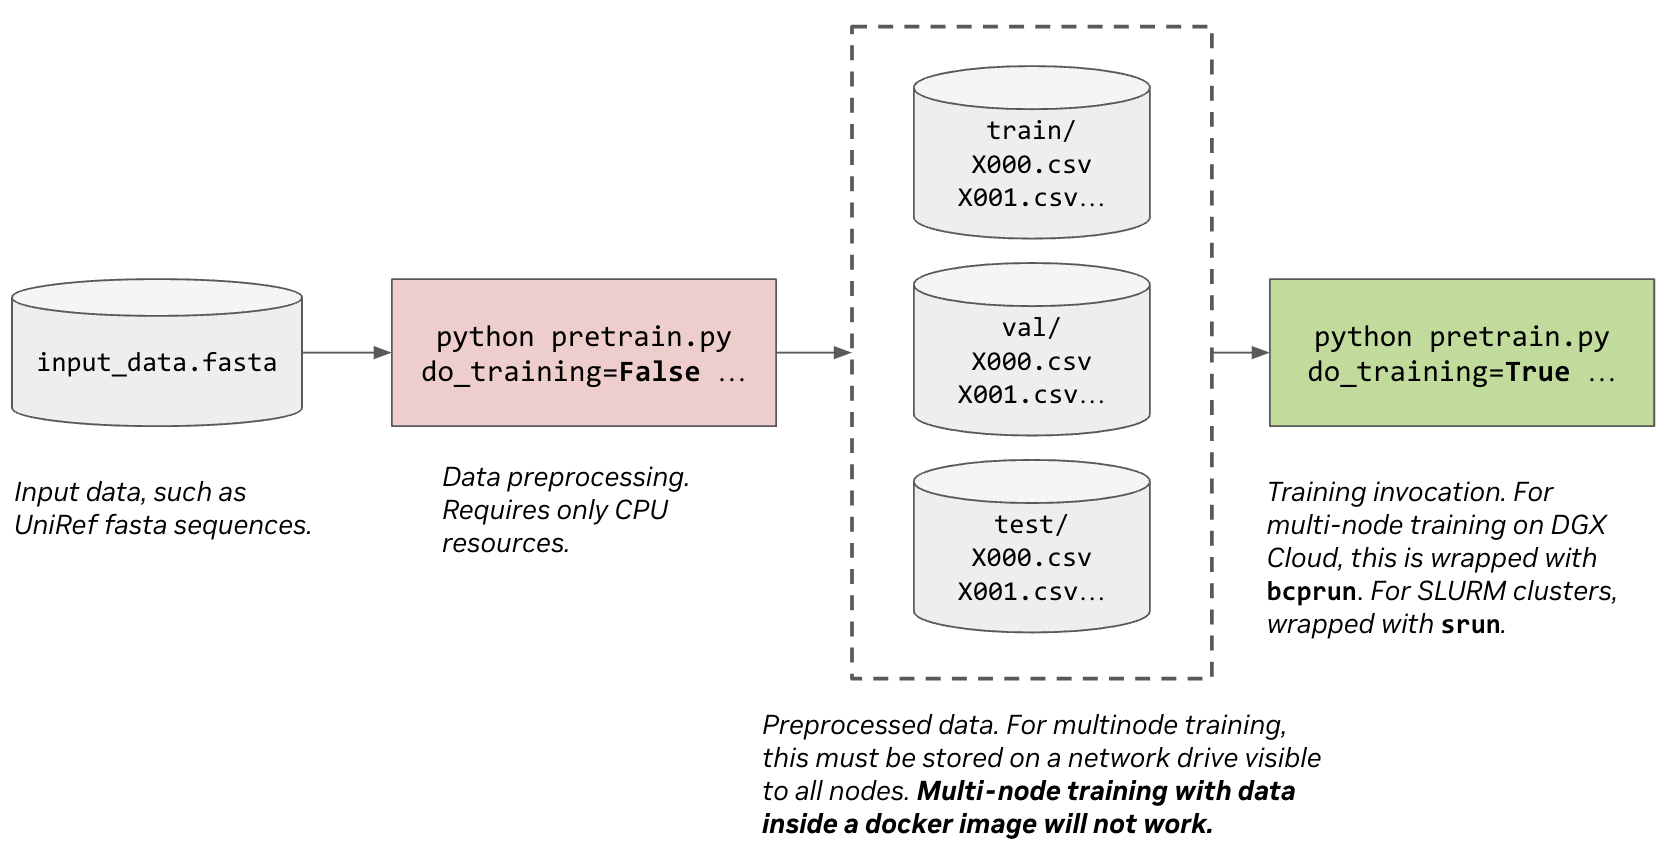 input_data.fasta
Input data, such as
UniRef fasta sequences.
python pretrain.py
do_training=False ...
Data preprocessing.
Requires only CPU
resources.
train/
X000.csv
X001.csv...
val/
X000.csv
X001.csv...
test/
X000.csv
X001.csv...
Preprocessed data. For multinode training,
this must be stored on a network drive visible
to all nodes. Multi-node training with data
inside a docker image will not work.
python pretrain.py
do_training=True ...
Training invocation. For
multi-node training on DGX
Cloud, this is wrapped with
bcprun. For SLURM clusters,
wrapped with srun.